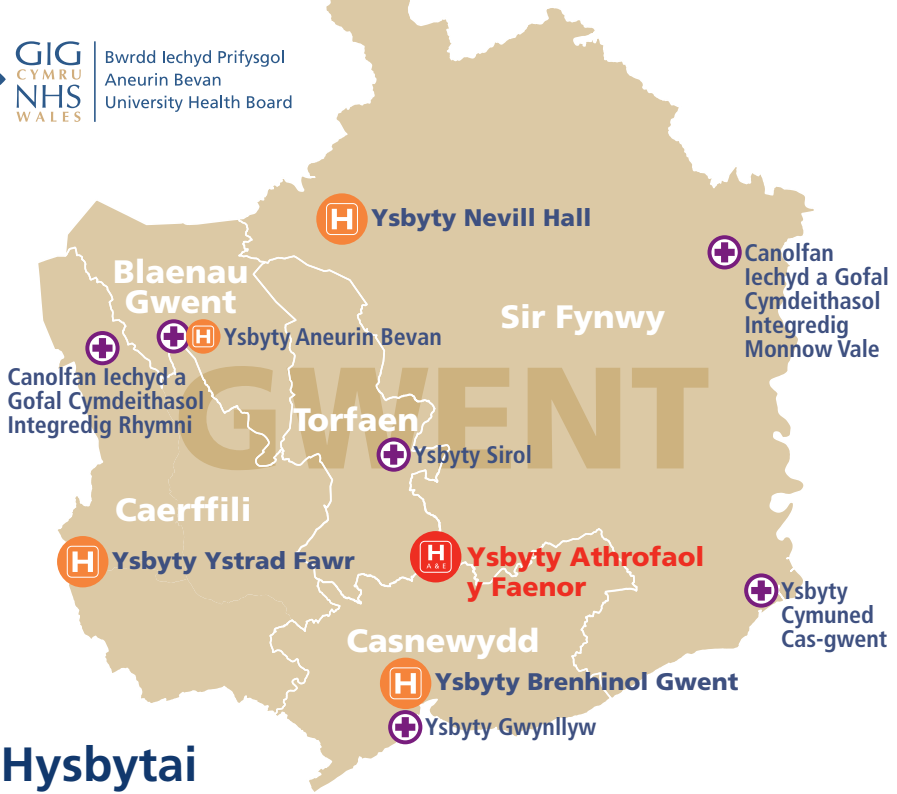 GIG
CYMRU
NHS
WALES
Bwrdd Iechyd Prifysgol
Aneurin Bevan
University Health Board
H Ysbyty Nevill Hall
Canolfan
Iechyd a Gofal
Cymdeithasol
Integredig
Monnow Vale
Blaenau
Gwent
Sir Fynwy
H Ysbyty Aneurin Bevan
Canolfan Iechyd a
Gofal Cymdeithasol
Integredig Rhymni
GWENT
Torfaen
Ysbyty Sirol
Caerffili
H Ysbyty Ystrad Fawr
H
A & E
Ysbyty Athrofaol
y Faenor
Ysbyty
Cymuned
Cas-gwent
Casnewydd
H Ysbyty Brenhinol Gwent
Ysbyty Gwynllyw
Hysbytai